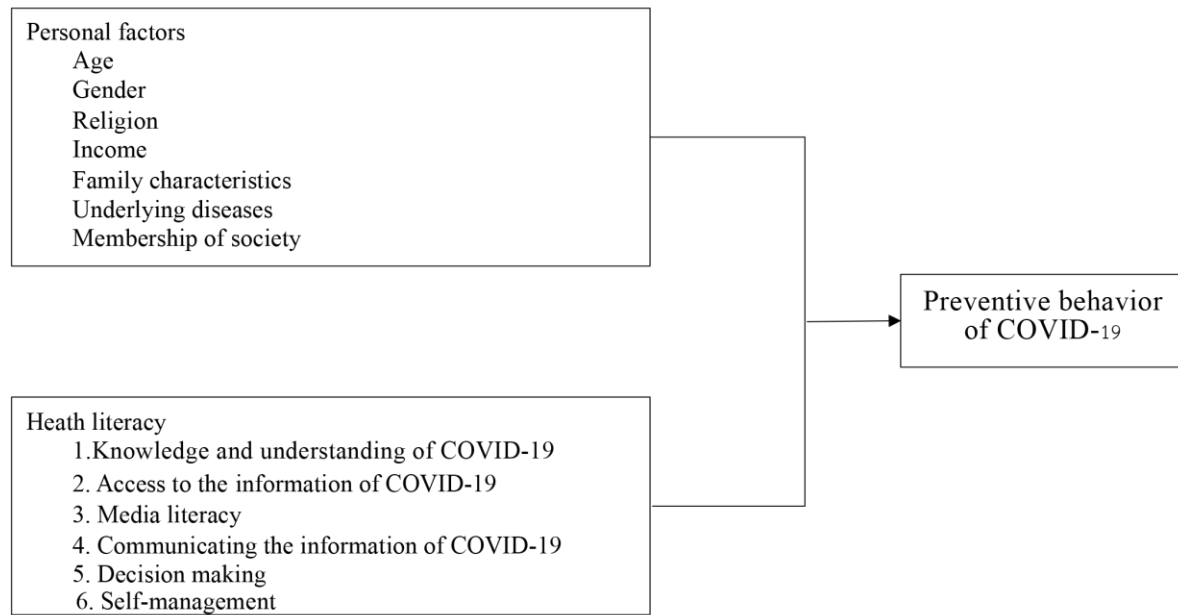 Personal factors
Age
Gender
Religion
Income
Family characteristics
Underlying diseases
Membership of society
Preventive behavior
of COVID-19
Heath literacy
1.Knowledge and understanding of COVID-19
2. Access to the information of COVID-19
3. Media literacy
4. Communicating the information of COVID-19
5. Decision making
6. Self-management